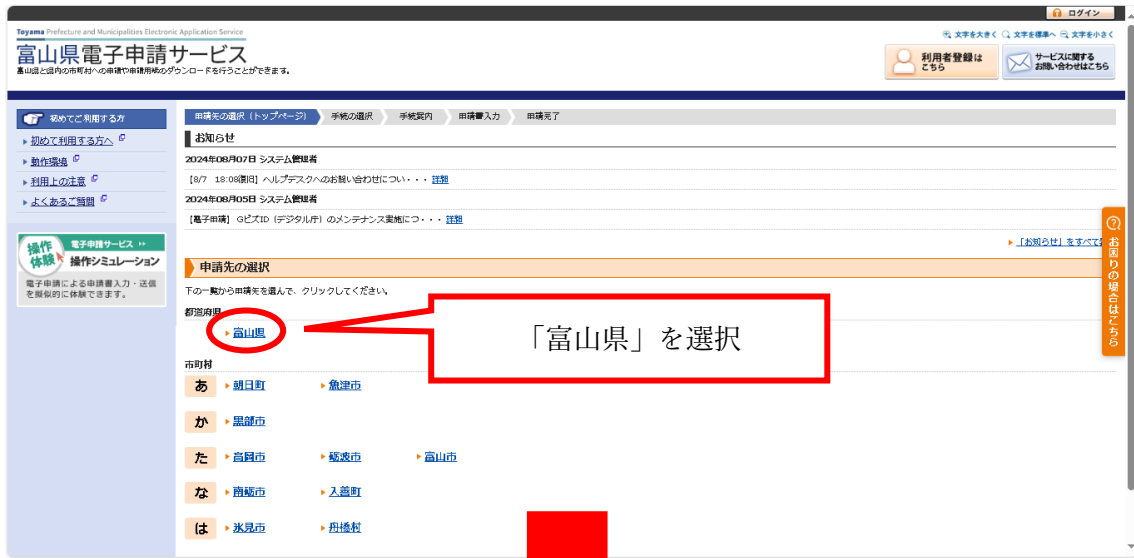 ログイン
Toyama Prefecture and Municipalities Electronic Application Service
文字を大きく 文字を標準へ 文字を小さく
富山県電子申請サービス
富山県と県内の市町村への申請や申請用紙のダウンロードを行うことができます。
利用者登録は
こちら
サービスに関する
お問い合わせはこちら
初めてご利用する方
初めて利用する方へ
動作環境
利用上の注意
よくあるご質問
操作
体験
電子申請サービス
操作シミュレーション
電子申請による申請書入力・送信
を擬似的に体験できます。
申請先の選択（トップページ） 手続の選択 手続案内 申請書入力 申請完了
お知らせ
2024年08月07日 システム管理者
【8/7 18:08復旧】ヘルプデスクへのお問い合わせについ・・・ 詳細
2024年08月05日 システム管理者
【電子申請】 GビズID（デジタル庁）のメンテナンス実施につ・・・ 詳細
「お知らせ」をすべて
お困りの場合はこちら
申請先の選択
下の一覧から申請先を選んで、クリックしてください。
都道府県
富山県
「富山県」を選択
市町村
あ 朝日町 魚津市
か 黒部市
た 高岡市 砺波市 富山市
な 南砺市 入善町
は 氷見市 舟橋村